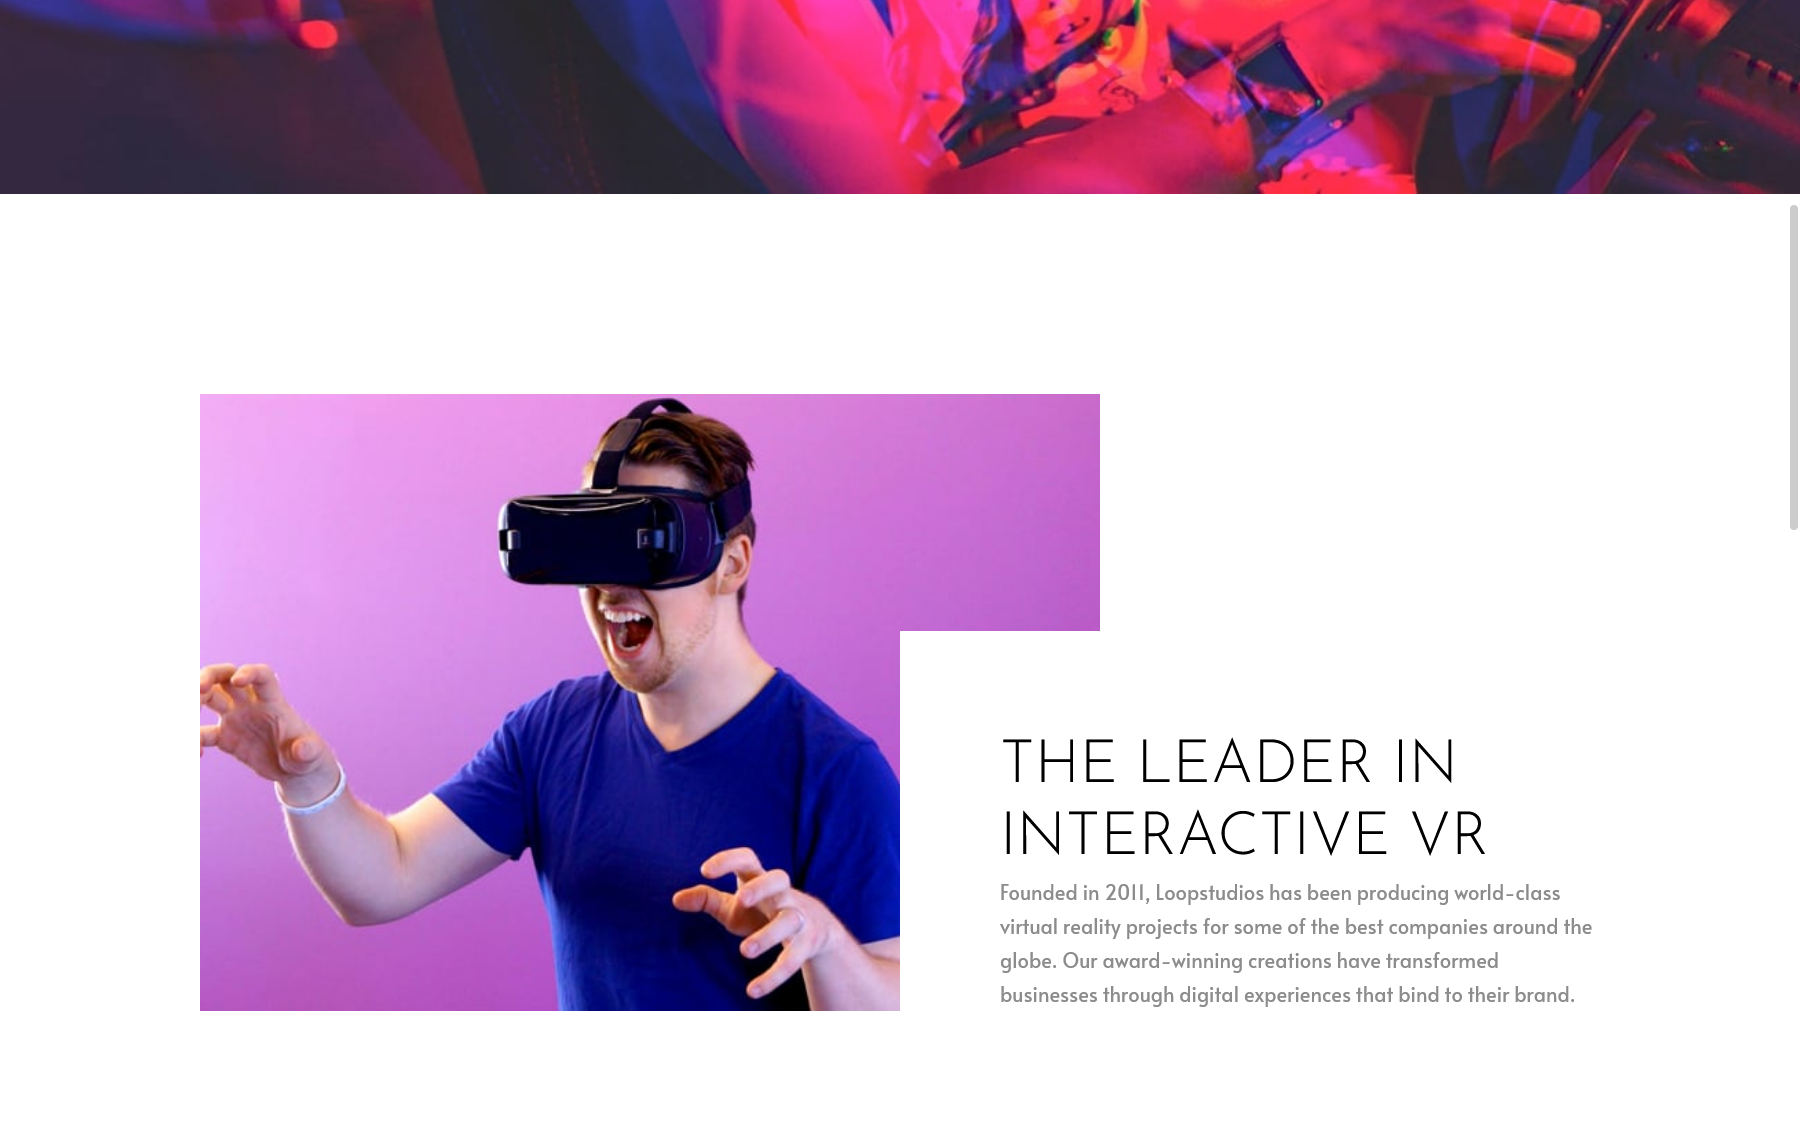 THE LEADER IN
INTERACTIVE VR
Founded in 2011, Loopstudios has been producing world-class
virtual reality projects for some of the best companies around the
globe. Our award-winning creations have transformed
businesses through digital experiences that bind to their brand.